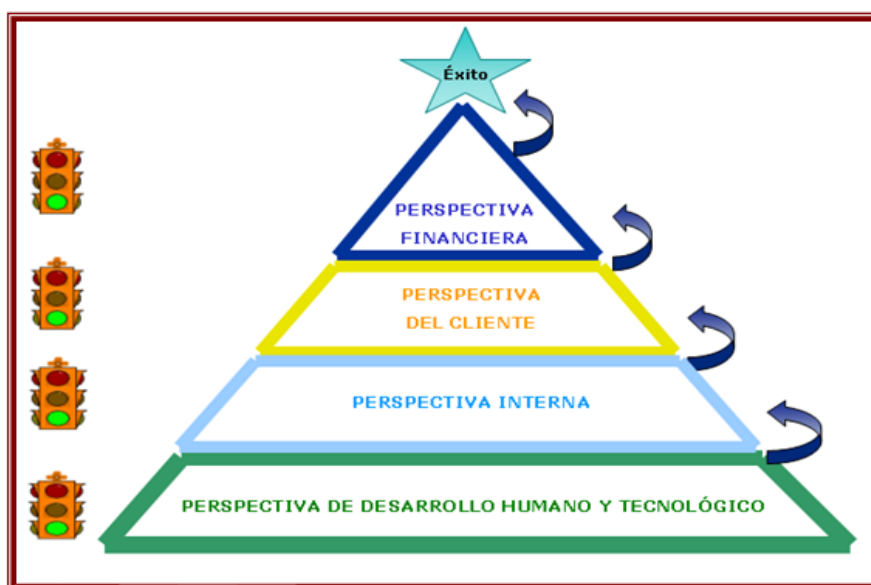 Éxito
PERSPECTIVA
FINANCIERA
PERSPECTIVA
DEL CLIENTE
PERSPECTIVA INTERNA
PERSPECTIVA DE DESARROLLO HUMANO Y TECNOLÓGICO